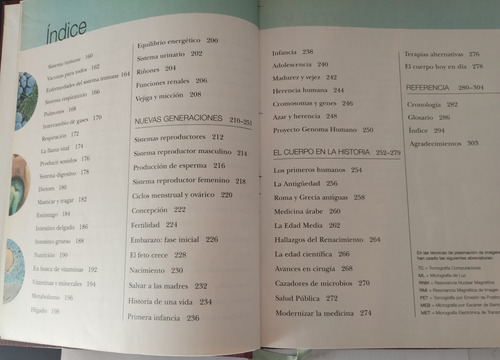 Índice
Sistema inmune 160
Vacunas para todos 162
Enfermedades del sistema inmune 164
Sistema respiratorio 166
Pulmones 168
Intercambio de gases 170
Respiración 172
La llama vital 174
Producir sonidos 176
Sistema digestivo 178
Dientes 180
Masticar y tragar 182
Estómago 184
Intestino delgado 186
Intestino grueso 188
Nutrición 190
En busca de vitaminas 192
Vitaminas y minerales 194
Metabolismo 196
Hígado 198
Equilibrio energético 200
Sistema urinario 202
Riñones 204
Funciones renales 206
Vejiga y micción 208
NUEVAS GENERACIONES 210–251
Sistemas reproductores 212
Sistema reproductor masculino 214
Producción de esperma 216
Sistema reproductor femenino 218
Ciclos menstrual y ovárico 220
Concepción 222
Fertilidad 224
Embarazo: fase inicial 226
El feto crece 228
Nacimiento 230
Salvar a las madres 232
Historia de una vida 234
Primera infancia 236
Infancia 238
Adolescencia 240
Madurez y vejez 242
Herencia humana 244
Cromosomas y genes 246
Azar y herencia 248
Proyecto Genoma Humano 250
EL CUERPO EN LA HISTORIA 252–279
Los primeros humanos 254
La Antigüedad 256
Roma y Grecia antiguas 258
Medicina árabe 260
La Edad Media 262
Hallazgos del Renacimiento 264
La edad científica 266
Avances en cirugía 268
Cazadores de microbios 270
Salud Pública 272
Modernizar la medicina 274
Terapias alternativas 276
El cuerpo hoy en día 278
REFERENCIA 280–304
Cronología 282
Glosario 286
Índice 294
Agradecimientos 303
En las técnicas de plasmación de imágenes
han usado las siguientes abreviaturas:
TC = Tomografía Computacional
ML = Micrografía de Luz
RNM = Resonancia Nuclear Magnética
RMI = Resonancia Magnética de Imagen
PET = Tomografía por Emisión de Positrones
MEB = Micrografía por Escáner de Barrido
MET = Micrografía Electrónica de